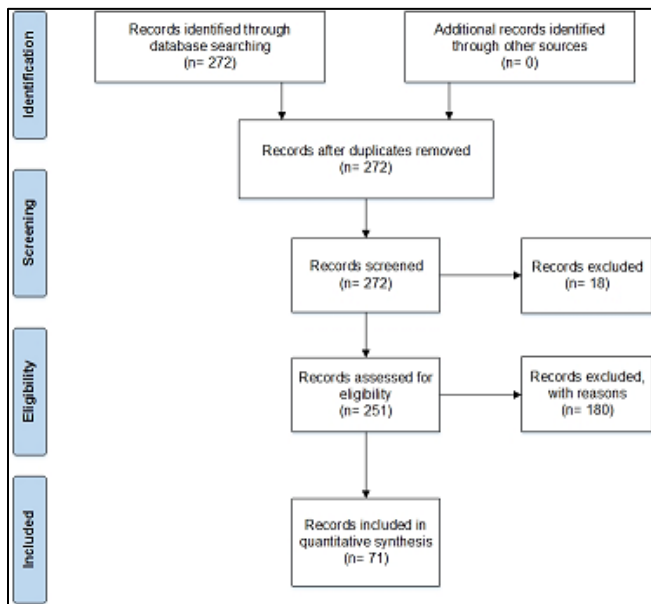 Identification
Records identified through
database searching
(n= 272)
Additional records identified
through other sources
(n= 0)
Records after duplicates removed
(n= 272)
Screening
Records screened
(n= 272)
Records excluded
(n= 18)
Eligibility
Records assessed for
eligibility
(n= 251)
Records excluded,
with reasons
(n= 180)
Included
Records included in
quantitative synthesis
(n= 71)